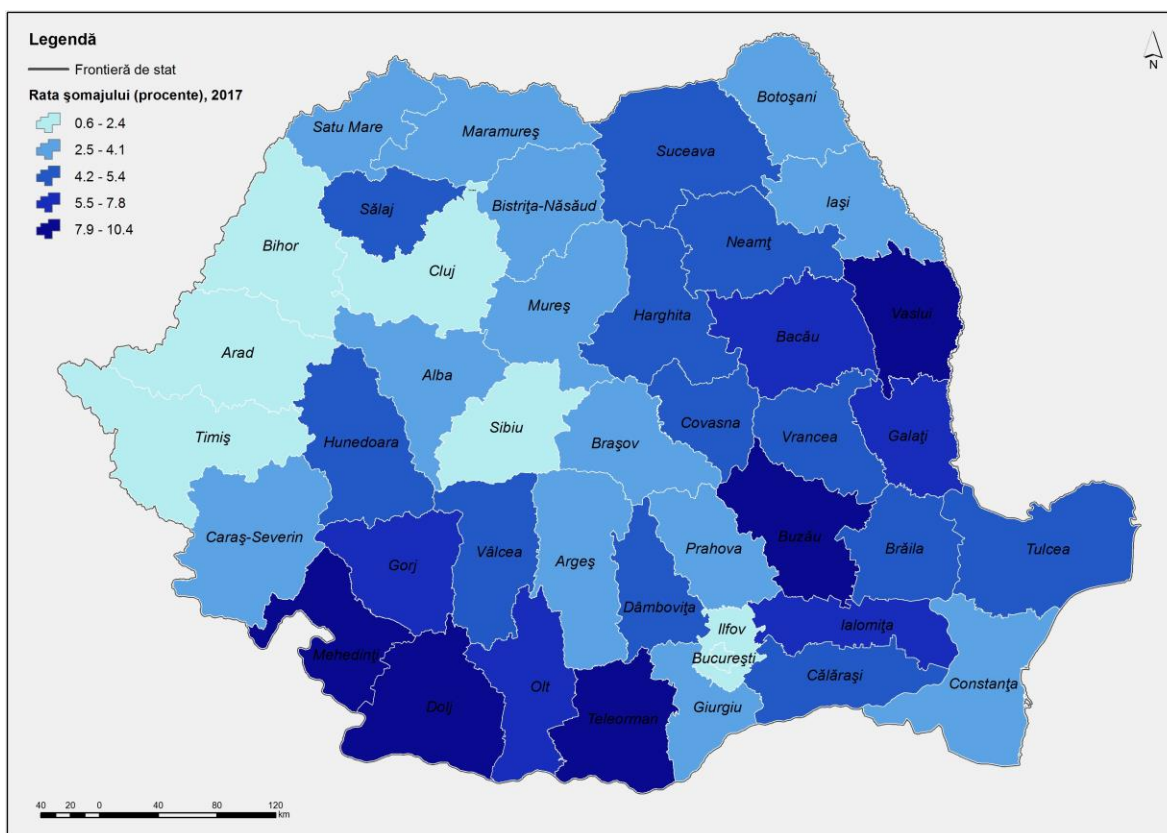 Legendă
Frontieră de stat
Rata şomajului (procente), 2017
0.6 - 2.4
2.5 - 4.1
4.2 - 5.4
5.5 - 7.8
7.9 - 10.4
N
Botoşani
Satu Mare
Maramureş
Suceava
Iaşi
Sălaj
Bistriţa-Năsăud
Neamţ
Bihor
Cluj
Mureş
Harghita
Vaslui
Bacău
Arad
Alba
Sibiu
Covasna
Timiş
Hunedoara
Braşov
Vrancea
Galaţi
Caraş-Severin
Gorj
Vâlcea
Argeş
Prahova
Buzău
Brăila
Tulcea
Dâmboviţa
Ilfov
Ialomiţa
Mehedinţi
Bucureşti
Călăraşi
Constanţa
Dolj
Olt
Teleorman
Giurgiu
40 20 0 40 80 120
km